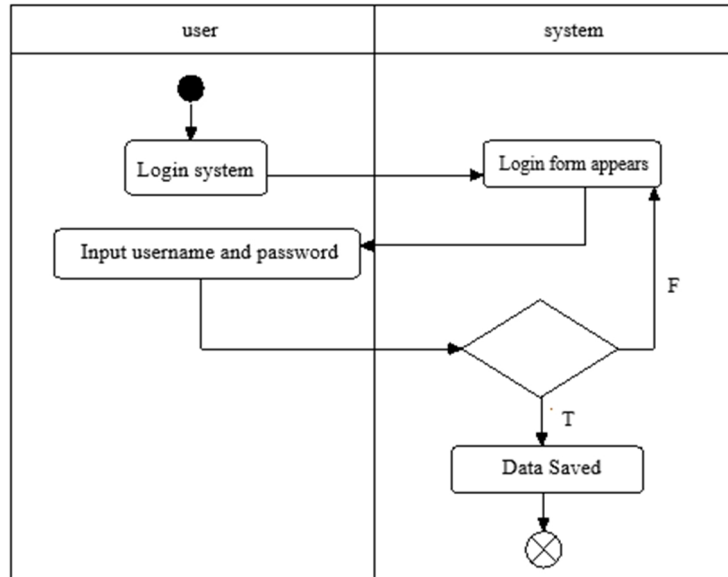 user
system
Login system
Login form appears
Input username and password
F
T
Data Saved